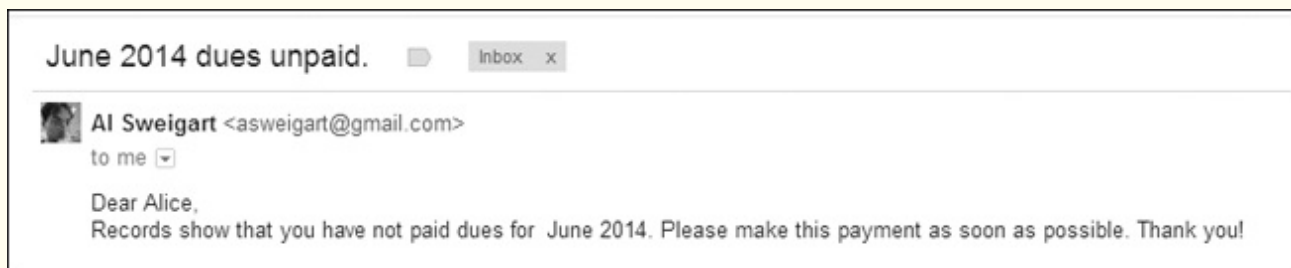 June 2014 dues unpaid. Inbox x
Al Sweigart <asweigart@gmail.com>
to me
Dear Alice,
Records show that you have not paid dues for  June 2014. Please make this payment as soon as possible. Thank you!